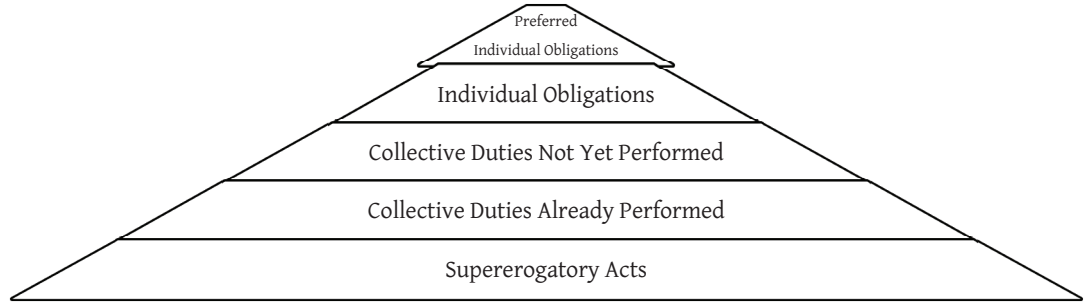 Preferred
Individual Obligations
Individual Obligations
Collective Duties Not Yet Performed
Collective Duties Already Performed
Supererogatory Acts